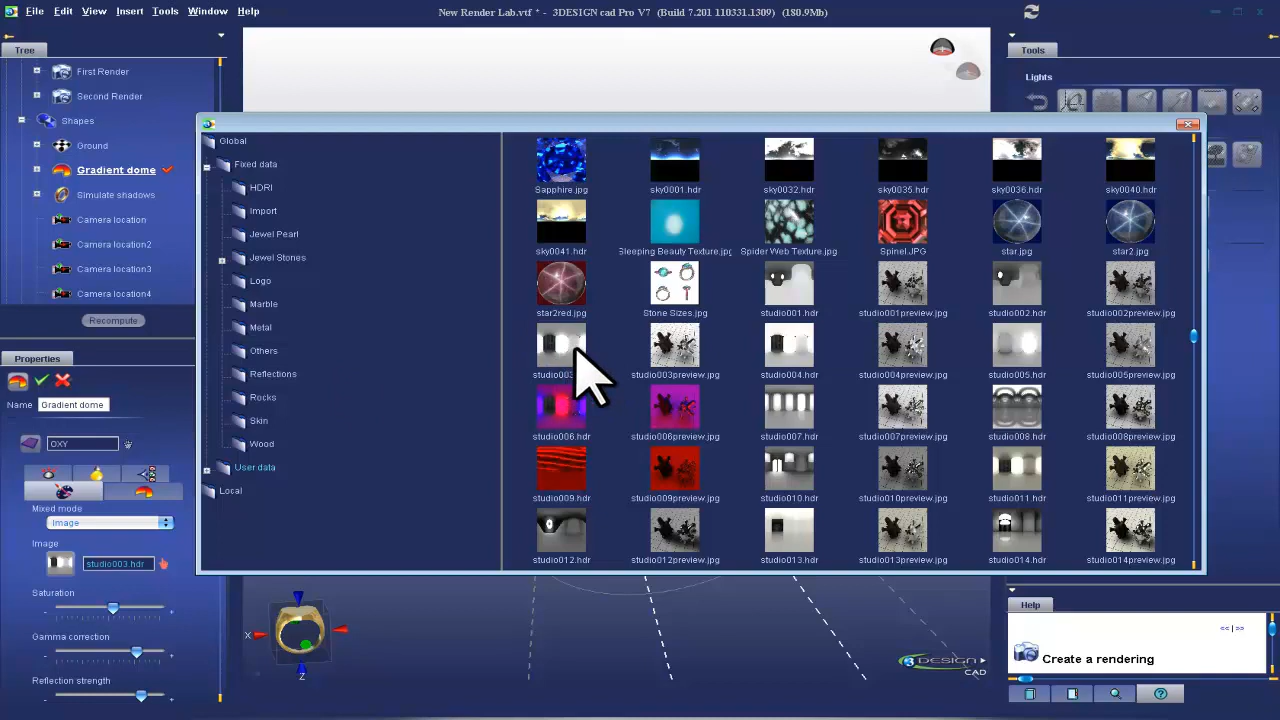 File Edit View Insert Tools Window Help
New Render Lab.vtf * - 3DESIGN cad Pro V7 (Build 7.201 110331.1309) (180.9Mb)
Tree
First Render
Second Render
Shapes
Ground
Gradient dome
Simulate shadows
Camera location
Camera location2
Camera location3
Camera location4
Recompute
Properties
Name Gradient dome
OXY
Mixed mode
Image
Image
studio003.hdr
Saturation
- +
Gamma correction
- +
Reflection strength
- +
Global
Fixed data
HDRI
Import
Jewel Pearl
Jewel Stones
Logo
Marble
Metal
Others
Reflections
Rocks
Skin
Wood
User data
Local
Sapphire.jpg sky0001.hdr sky0032.hdr sky0035.hdr sky0036.hdr sky0040.hdr
sky0041.hdr Sleeping Beauty Texture.jpg Spider Web Texture.jpg Spinel.JPG star.jpg star2.jpg
star2red.jpg Stone Sizes.jpg studio001.hdr studio001preview.jpg studio002.hdr studio002preview.jpg
studio003preview.jpg studio004.hdr studio004preview.jpg studio005.hdr studio005preview.jpg
studio006.hdr studio006preview.jpg studio007.hdr studio007preview.jpg studio008.hdr studio008preview.jpg
studio009.hdr studio009preview.jpg studio010.hdr studio010preview.jpg studio011.hdr studio011preview.jpg
studio012.hdr studio012preview.jpg studio013.hdr studio013preview.jpg studio014.hdr studio014preview.jpg
X
Z
3DESIGN
CAD
Tools
Lights
Help
<< | >>
Create a rendering